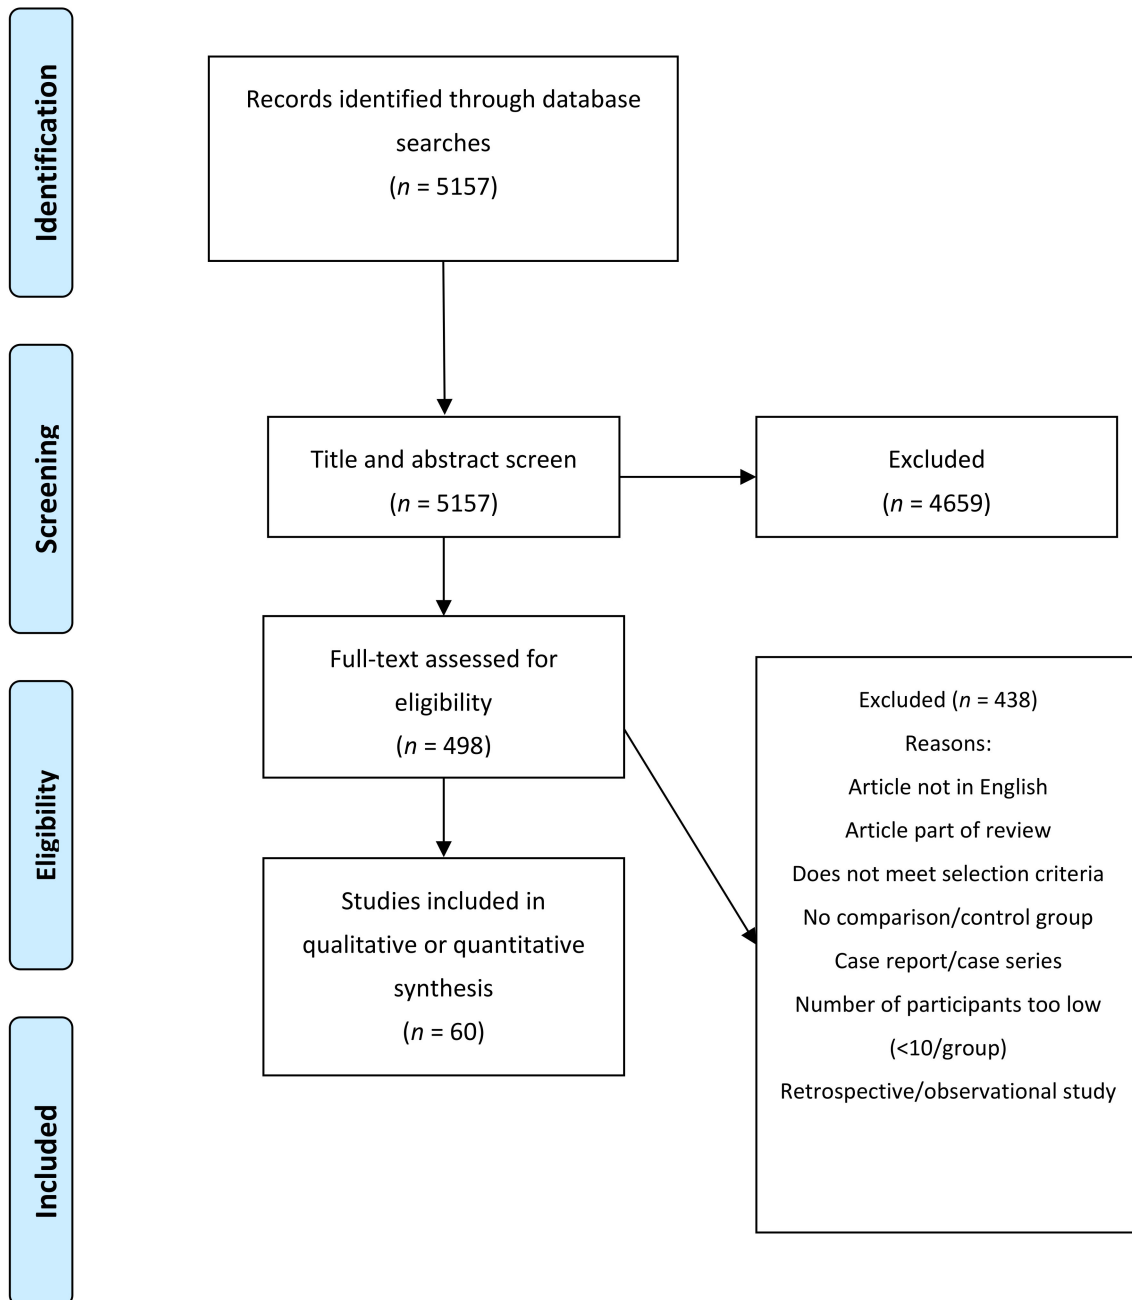 Identification
Records identified through database
searches
(n = 5157)
Screening
Title and abstract screen
(n = 5157)
Excluded
(n = 4659)
Eligibility
Full-text assessed for
eligibility
(n = 498)
Excluded (n = 438)
Reasons:
Article not in English
Article part of review
Does not meet selection criteria
No comparison/control group
Case report/case series
Number of participants too low
(<10/group)
Retrospective/observational study
Studies included in
qualitative or quantitative
synthesis
(n = 60)
Included